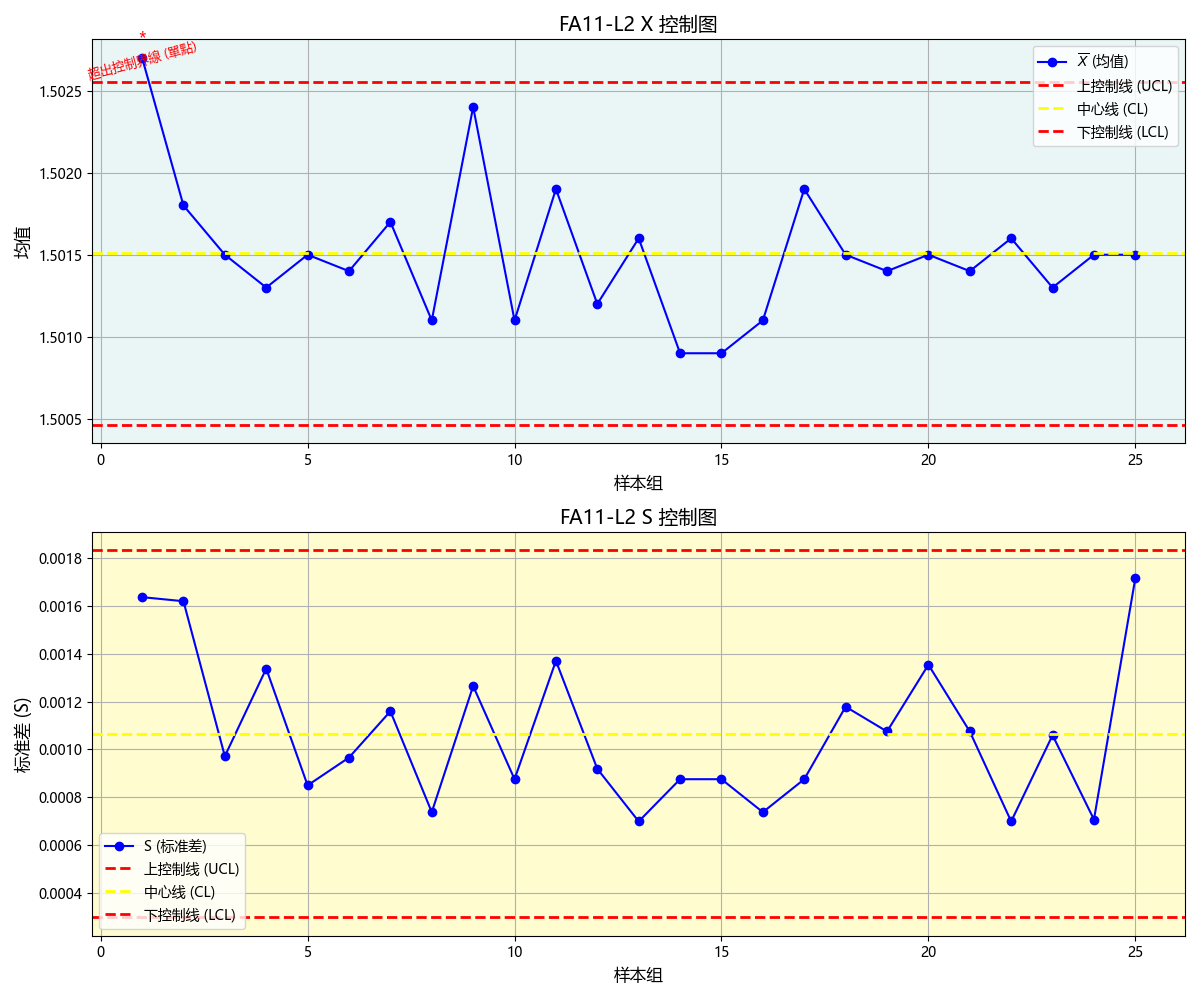 FA11-L2 X 控制图
*
超出控制界線 (單點)
X̅ (均值)
上控制线 (UCL)
中心线 (CL)
下控制线 (LCL)
1.5025
1.5020
1.5015
1.5010
1.5005
均值
0 5 10 15 20 25
样本组
FA11-L2 S 控制图
0.0018
0.0016
0.0014
0.0012
0.0010
0.0008
0.0006
0.0004
标准差 (S)
S (标准差)
上控制线 (UCL)
中心线 (CL)
下控制线 (LCL)
0 5 10 15 20 25
样本组